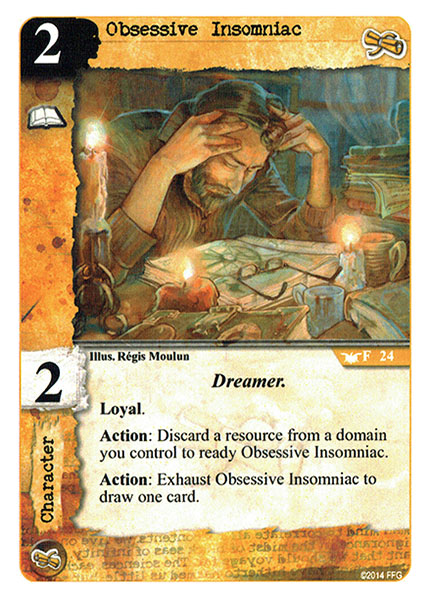 2
Obsessive Insomniac
Illus. Régis Moulun
F 24
2
Dreamer.
Loyal.
Action: Discard a resource from a domain
you control to ready Obsessive Insomniac.
Action: Exhaust Obsessive Insomniac to
draw one card.
Character
©2014 FFG